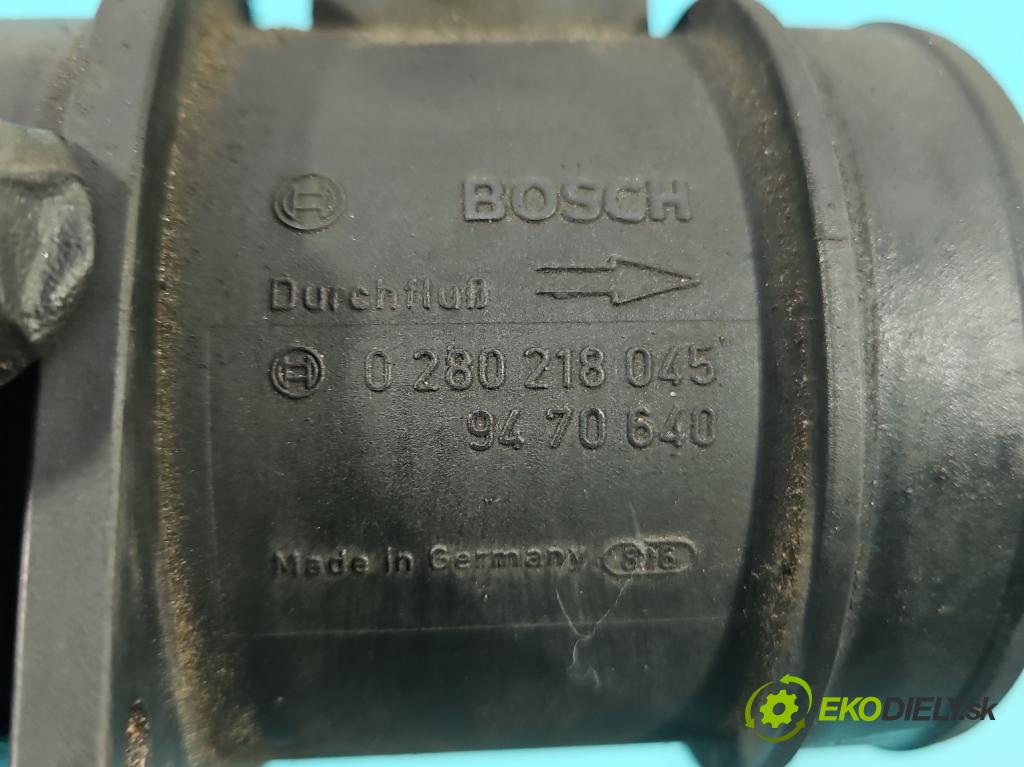 BOSCH
Durchfluß
0 280 218 045
94 70 640
Made in Germany
EKODIELY.sk